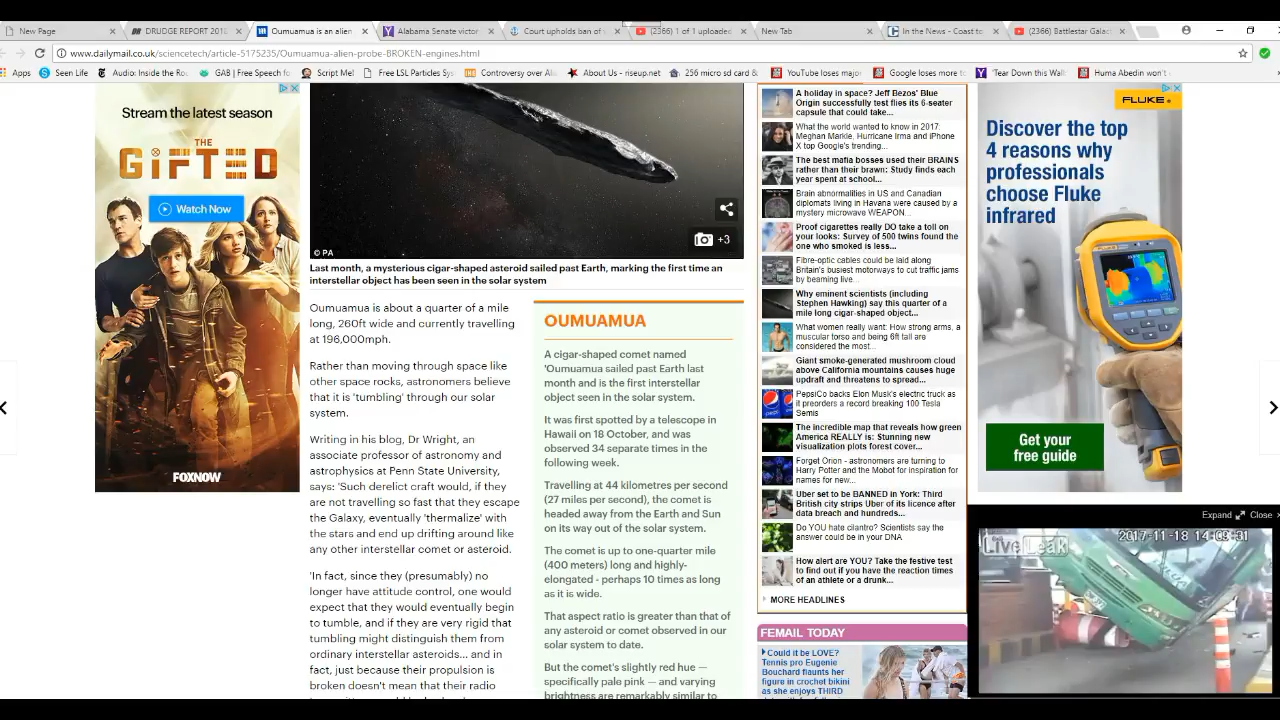 New Page
DRUDGE REPORT 2018
Oumuamua is an alien
Alabama Senate victor
Court upholds ban of
(2366) 1 of 1 uploaded
New Tab
In the News - Coast to
(2366) Battlestar Galac
www.dailymail.co.uk/sciencetech/article-5175235/Oumuamua-alien-probe-BROKEN-engines.html
Apps
Seen Life
Audio: Inside the Ro
GAB | Free Speech fo
Script Me!
Free LSL Particles Sy
Controversy over Al
About Us - riseup.net
256 micro sd card &
YouTube loses major
Google loses more to
'Tear Down this Wall
Huma Abedin won't
Stream the latest season
THE
GIFTED
Watch Now
FOXNOW
© PA
+3
Last month, a mysterious cigar-shaped asteroid sailed past Earth, marking the first time an
interstellar object has been seen in the solar system
Oumuamua is about a quarter of a mile
long, 260ft wide and currently travelling
at 196,000mph.
Rather than moving through space like
other space rocks, astronomers believe
that it is 'tumbling' through our solar
system.
Writing in his blog, Dr Wright, an
associate professor of astronomy and
astrophysics at Penn State University,
says: 'Such derelict craft would, if they
are not travelling so fast that they escape
the Galaxy, eventually 'thermalize' with
the stars and end up drifting around like
any other interstellar comet or asteroid.
'In fact, since they (presumably) no
longer have attitude control, one would
expect that they would eventually begin
to tumble, and if they are very rigid that
tumbling might distinguish them from
ordinary interstellar asteroids... and in
fact, just because their propulsion is
broken doesn't mean that their radio
OUMUAMUA
A cigar-shaped comet named
'Oumuamua sailed past Earth last
month and is the first interstellar
object seen in the solar system.
It was first spotted by a telescope in
Hawaii on 18 October, and was
observed 34 separate times in the
following week.
Travelling at 44 kilometres per second
(27 miles per second), the comet is
headed away from the Earth and Sun
on its way out of the solar system.
The comet is up to one-quarter mile
(400 meters) long and highly-
elongated - perhaps 10 times as long
as it is wide.
That aspect ratio is greater than that of
any asteroid or comet observed in our
solar system to date.
But the comet's slightly red hue —
specifically pale pink — and varying
brightness are remarkably similar to
A holiday in space? Jeff Bezos' Blue
Origin successfully test flies its 6-seater
capsule that could take...
What the world wanted to know in 2017:
Meghan Markle, Hurricane Irma and iPhone
X top Google's trending...
The best mafia bosses used their BRAINS
rather than their brawn: Study finds each
year spent at school...
Brain abnormalities in US and Canadian
diplomats living in Havana were caused by a
mystery microwave WEAPON...
Proof cigarettes really DO take a toll on
your looks: Survey of 500 twins found the
one who smoked is less...
Fibre-optic cables could be laid along
Britain's busiest motorways to cut traffic jams
by beaming live...
Why eminent scientists (including
Stephen Hawking) say this quarter of a
mile long cigar-shaped object...
What women really want: How strong arms, a
muscular torso and being 6ft tall are
considered the most...
Giant smoke-generated mushroom cloud
above California mountains causes huge
updraft and threatens to spread...
PepsiCo backs Elon Musk's electric truck as
it preorders a record breaking 100 Tesla
Semis
The incredible map that reveals how green
America REALLY is: Stunning new
visualization plots forest cover...
Forget Orion - astronomers are turning to
Harry Potter and the Mobot for inspiration for
names for new...
Uber set to be BANNED in York: Third
British city strips Uber of its licence after
data breach and hundreds...
Do YOU hate cilantro? Scientists say the
answer could be in your DNA
How alert are YOU? Take the festive test
to find out if you have the reaction times
of an athlete or a drunk...
MORE HEADLINES
FEMAIL TODAY
Could it be LOVE?
Tennis pro Eugenie
Bouchard flaunts her
figure in crochet bikini
as she enjoys THIRD
FLUKE
Discover the top
4 reasons why
professionals
choose Fluke
infrared
Get your
free guide
Expand
Close
LiveLeak
2017-11-18